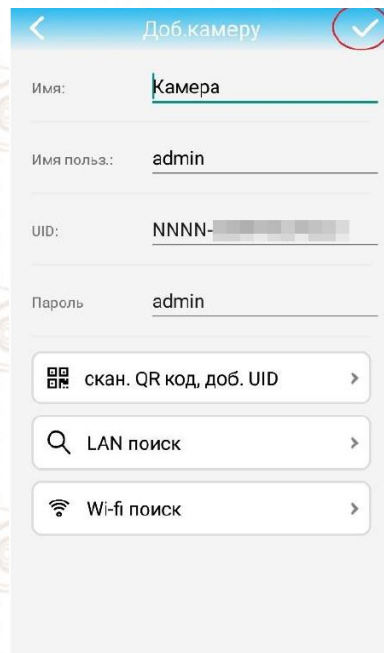 Доб.камеру
Имя: Камера
Имя польз.: admin
UID: NNNN-
Пароль admin
скан. QR код, доб. UID
LAN поиск
Wi-fi поиск